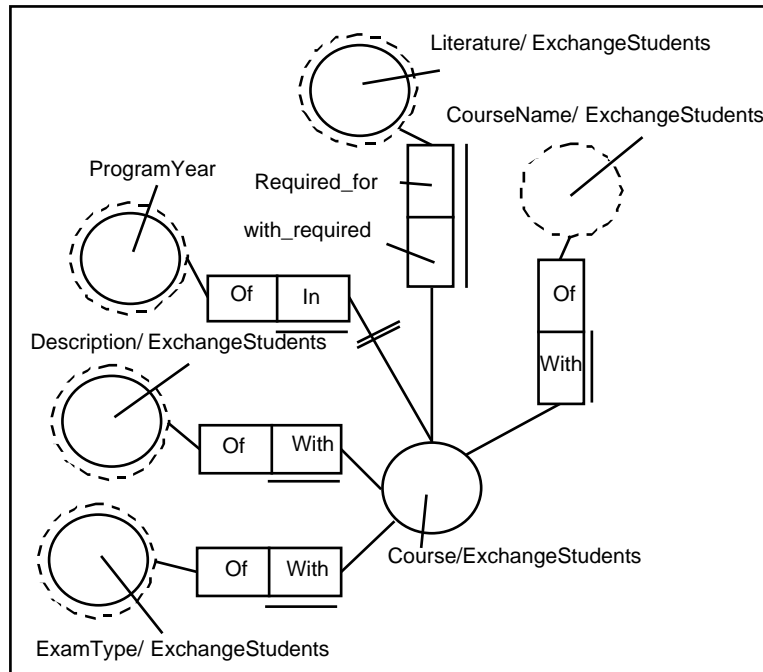 Literature/ ExchangeStudents
CourseName/ ExchangeStudents
ProgramYear
Required_for
with_required
Of
In
Of
With
Description/ ExchangeStudents
Of
With
Course/ExchangeStudents
Of
With
ExamType/ ExchangeStudents